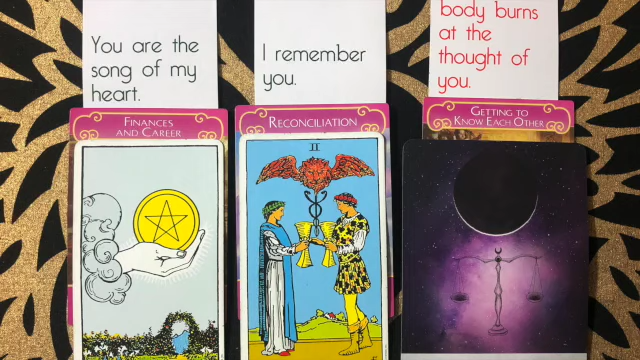 You are the
song of my
heart.
I remember
you.
body burns
at the
thought of
you.
Finances
and Career
Reconciliation
Getting to
Know Each Other
II